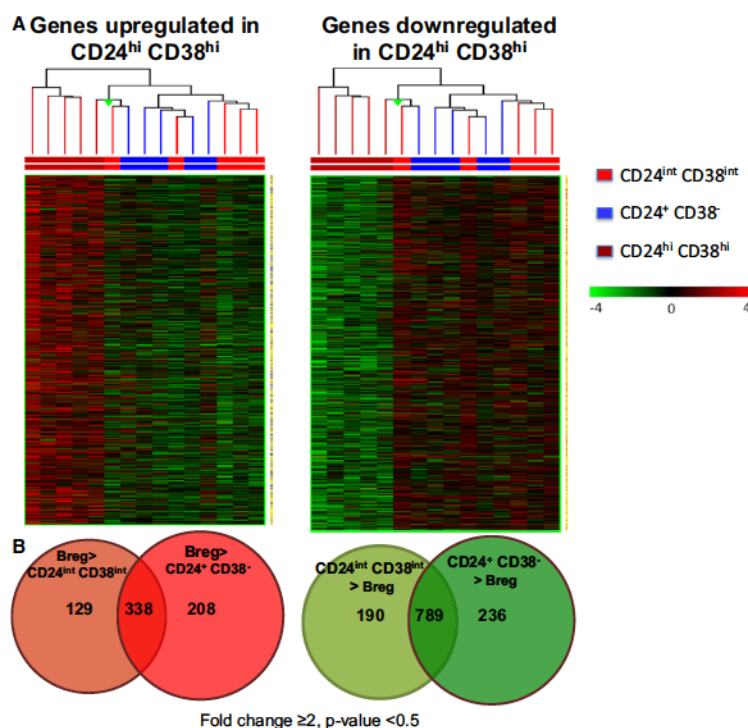 A Genes upregulated in
CD24hi CD38hi
Genes downregulated
in CD24hi CD38hi
CD24int CD38int
CD24+ CD38-
CD24hi CD38hi
-4 0 4
B
Breg>
CD24int CD38int
129
338
Breg>
CD24+ CD38-
208
CD24int CD38int
> Breg
190
789
CD24+ CD38-
> Breg
236
Fold change ≥2, p-value <0.5